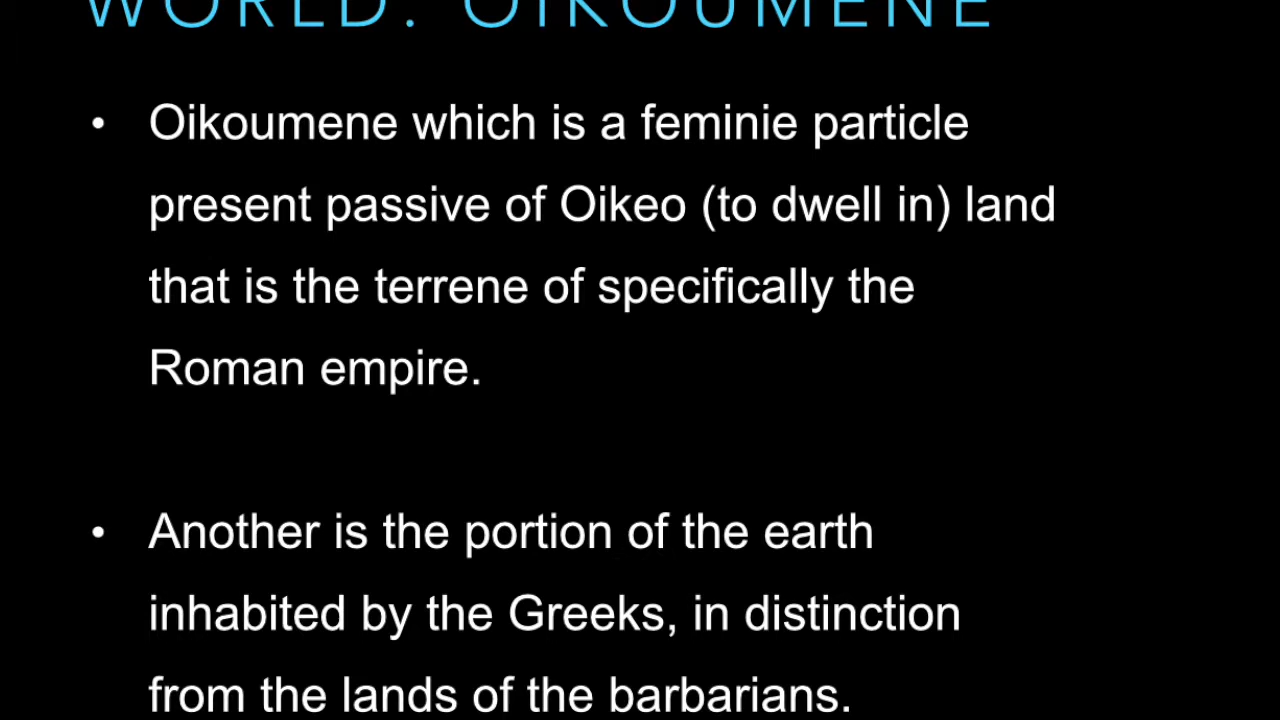 WORLD: OIKOUMENE
• Oikoumene which is a feminie particle
present passive of Oikeo (to dwell in) land
that is the terrene of specifically the
Roman empire.
• Another is the portion of the earth
inhabited by the Greeks, in distinction
from the lands of the barbarians.